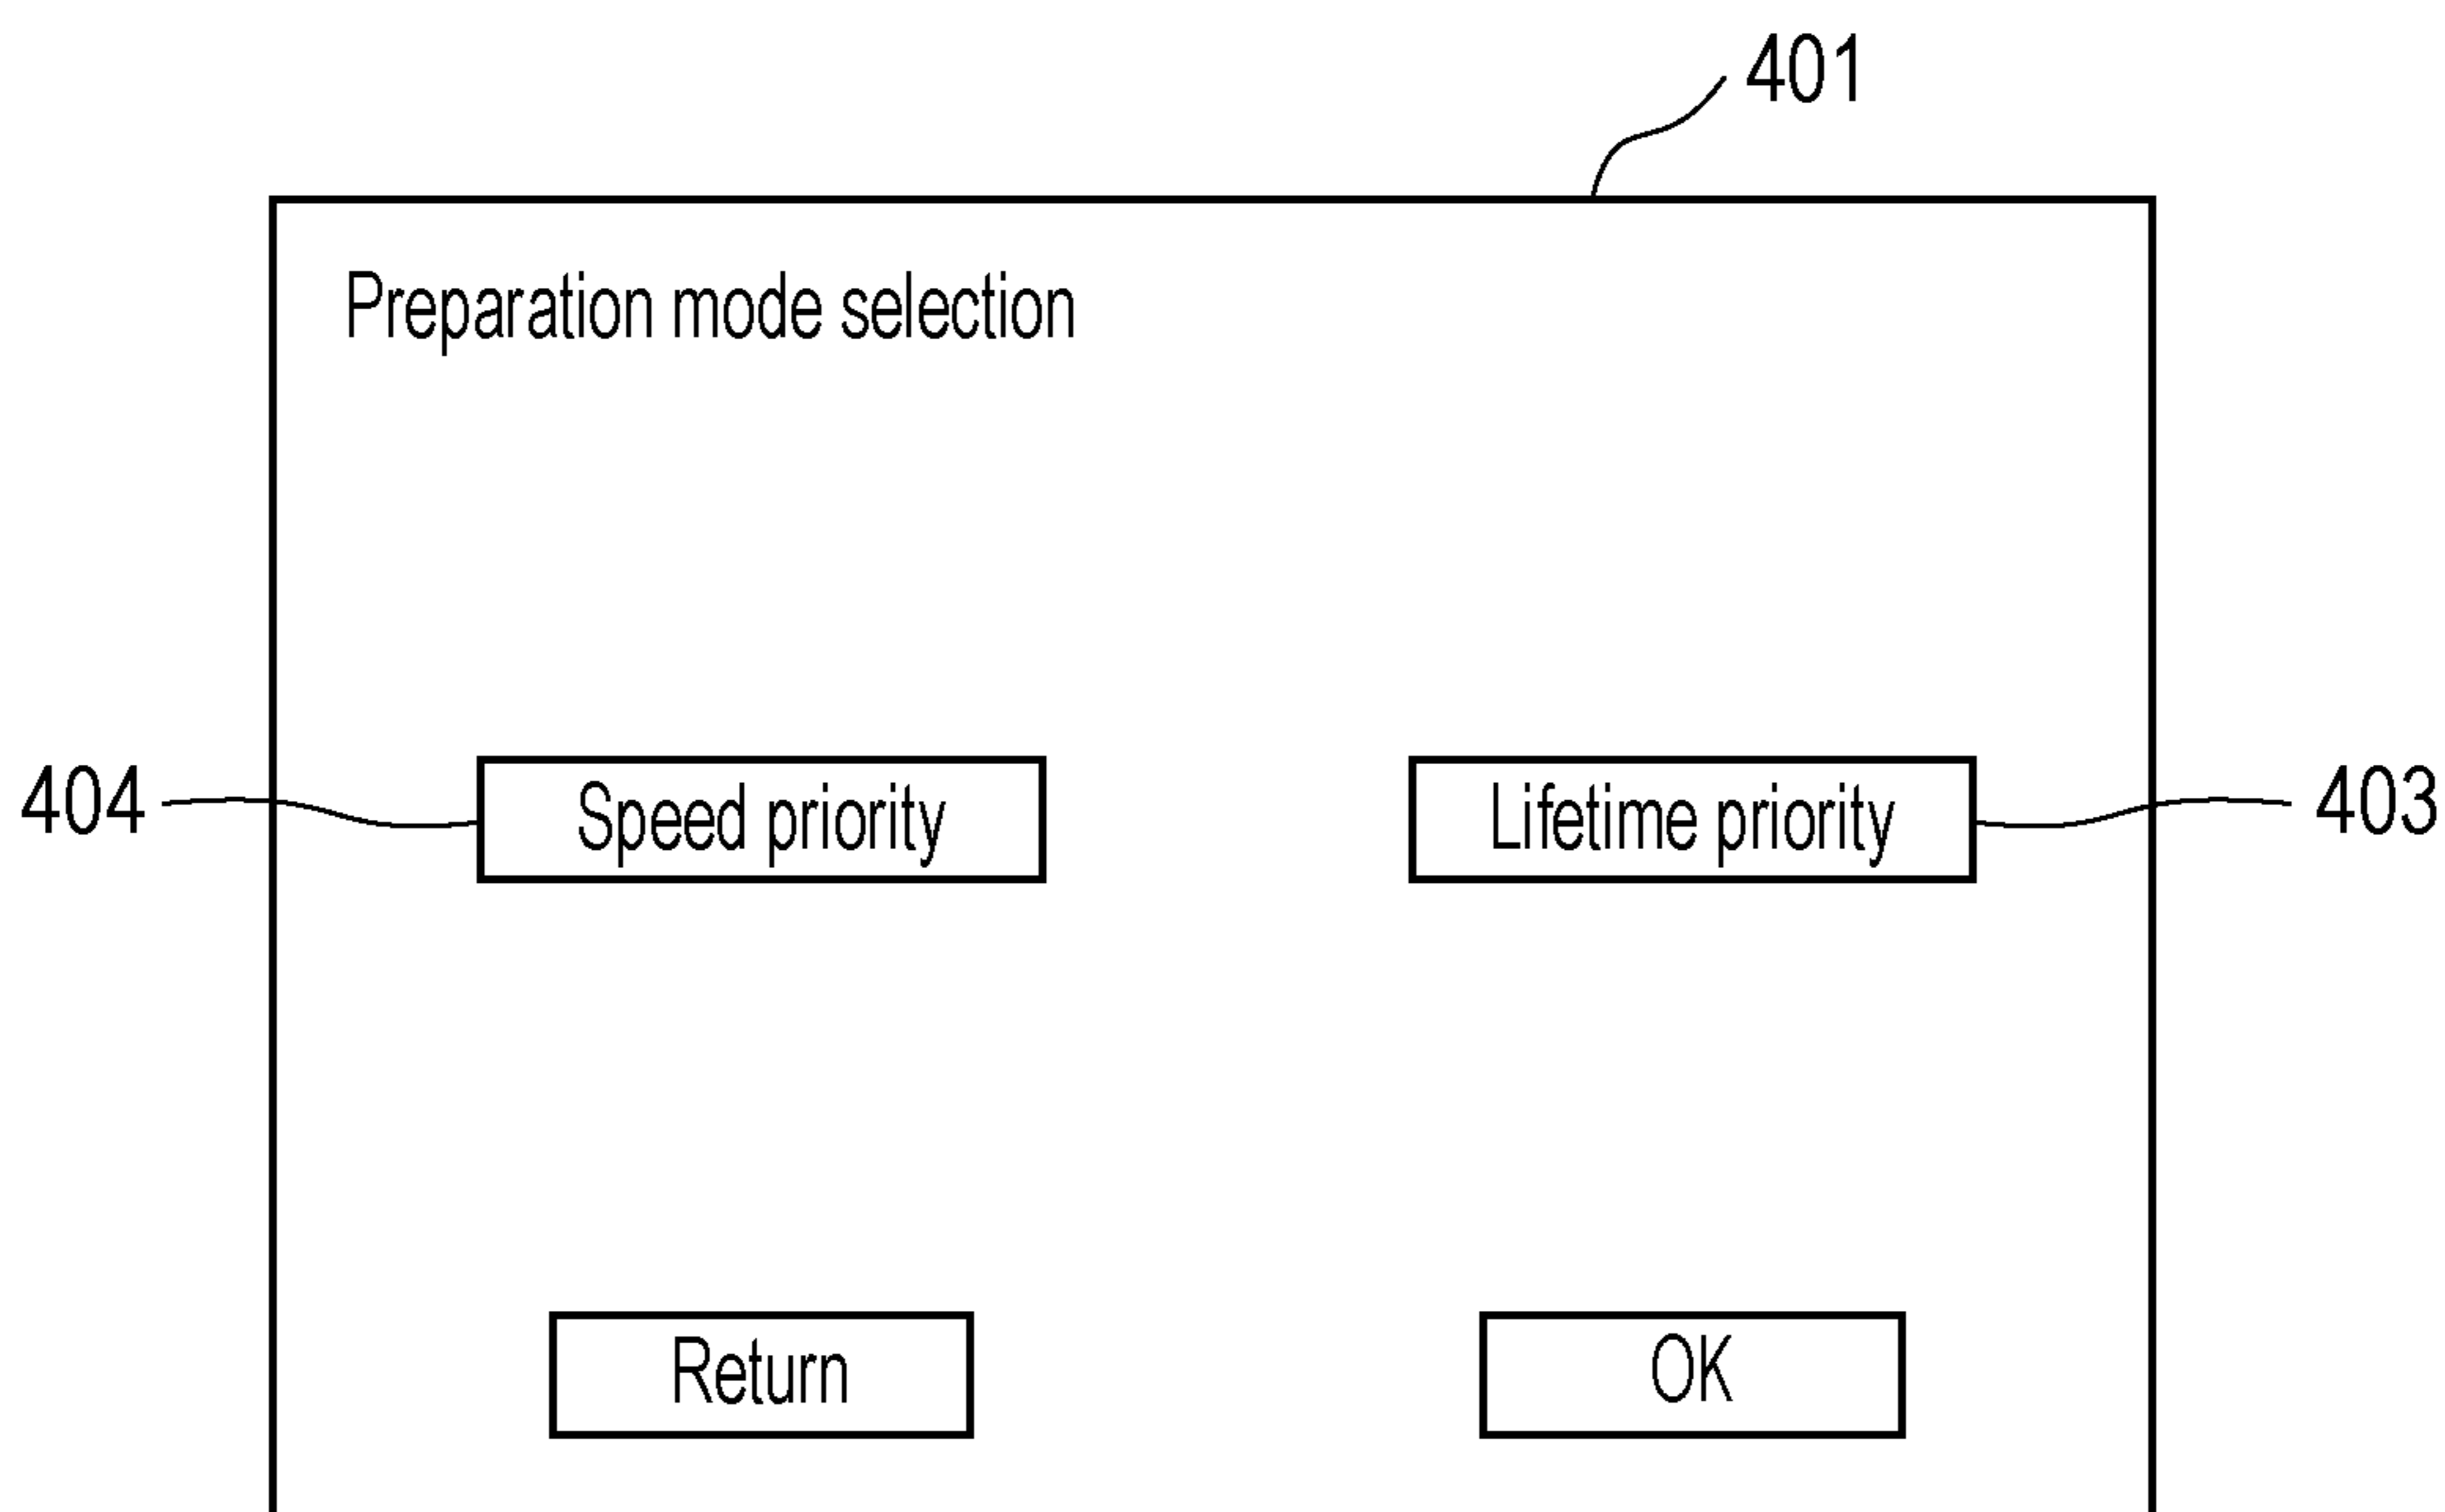 401
Preparation mode selection
404
Speed priority
Lifetime priority
403
Return
OK